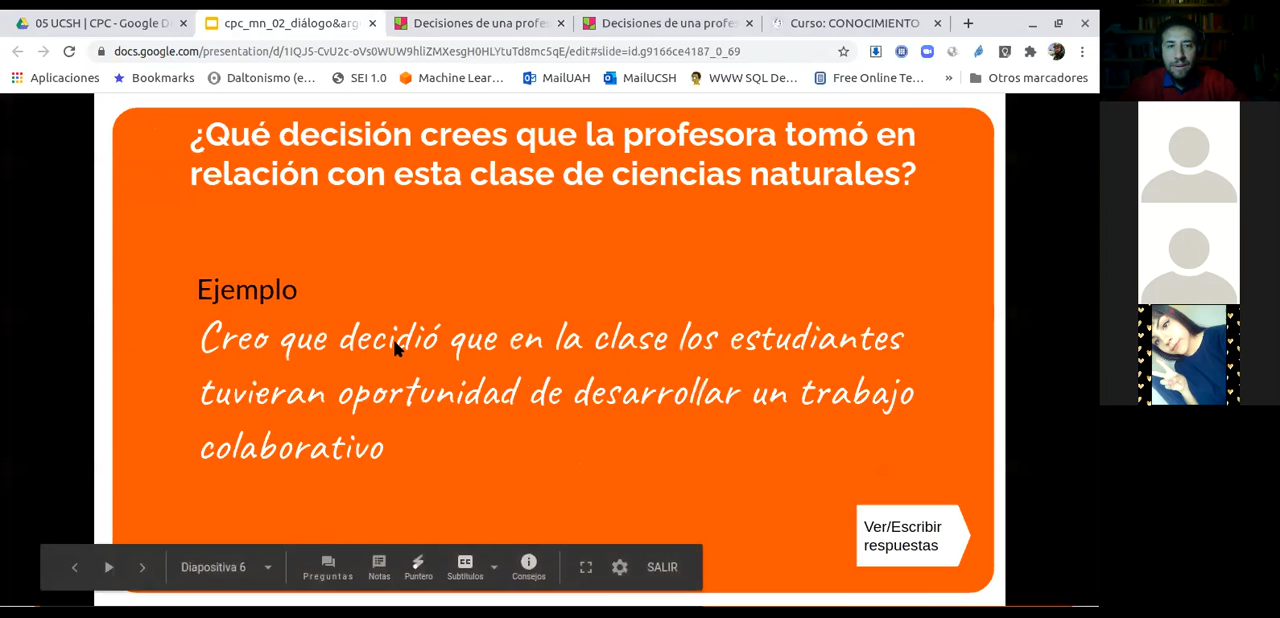 05 UCSH | CPC - Google D
cpc_mn_02_diálogo&arg
Decisiones de una profes
Decisiones de una profes
Curso: CONOCIMIENTO
docs.google.com/presentation/d/1IQJ5-CvU2c-oVs0WUW9hliZMXesgH0HLYtuTd8mc5qE/edit#slide=id.g9166ce4187_0_69
Aplicaciones
Bookmarks
Daltonismo (e...
SEI 1.0
Machine Lear...
MailUAH
MailUCSH
WWW SQL De...
Free Online Te...
»
Otros marcadores
¿Qué decisión crees que la profesora tomó en
relación con esta clase de ciencias naturales?
Ejemplo
Creo que decidió que en la clase los estudiantes
tuvieran oportunidad de desarrollar un trabajo
colaborativo
Ver/Escribir
respuestas
Diapositiva 6
Preguntas
Notas
Puntero
Subtítulos
Consejos
SALIR